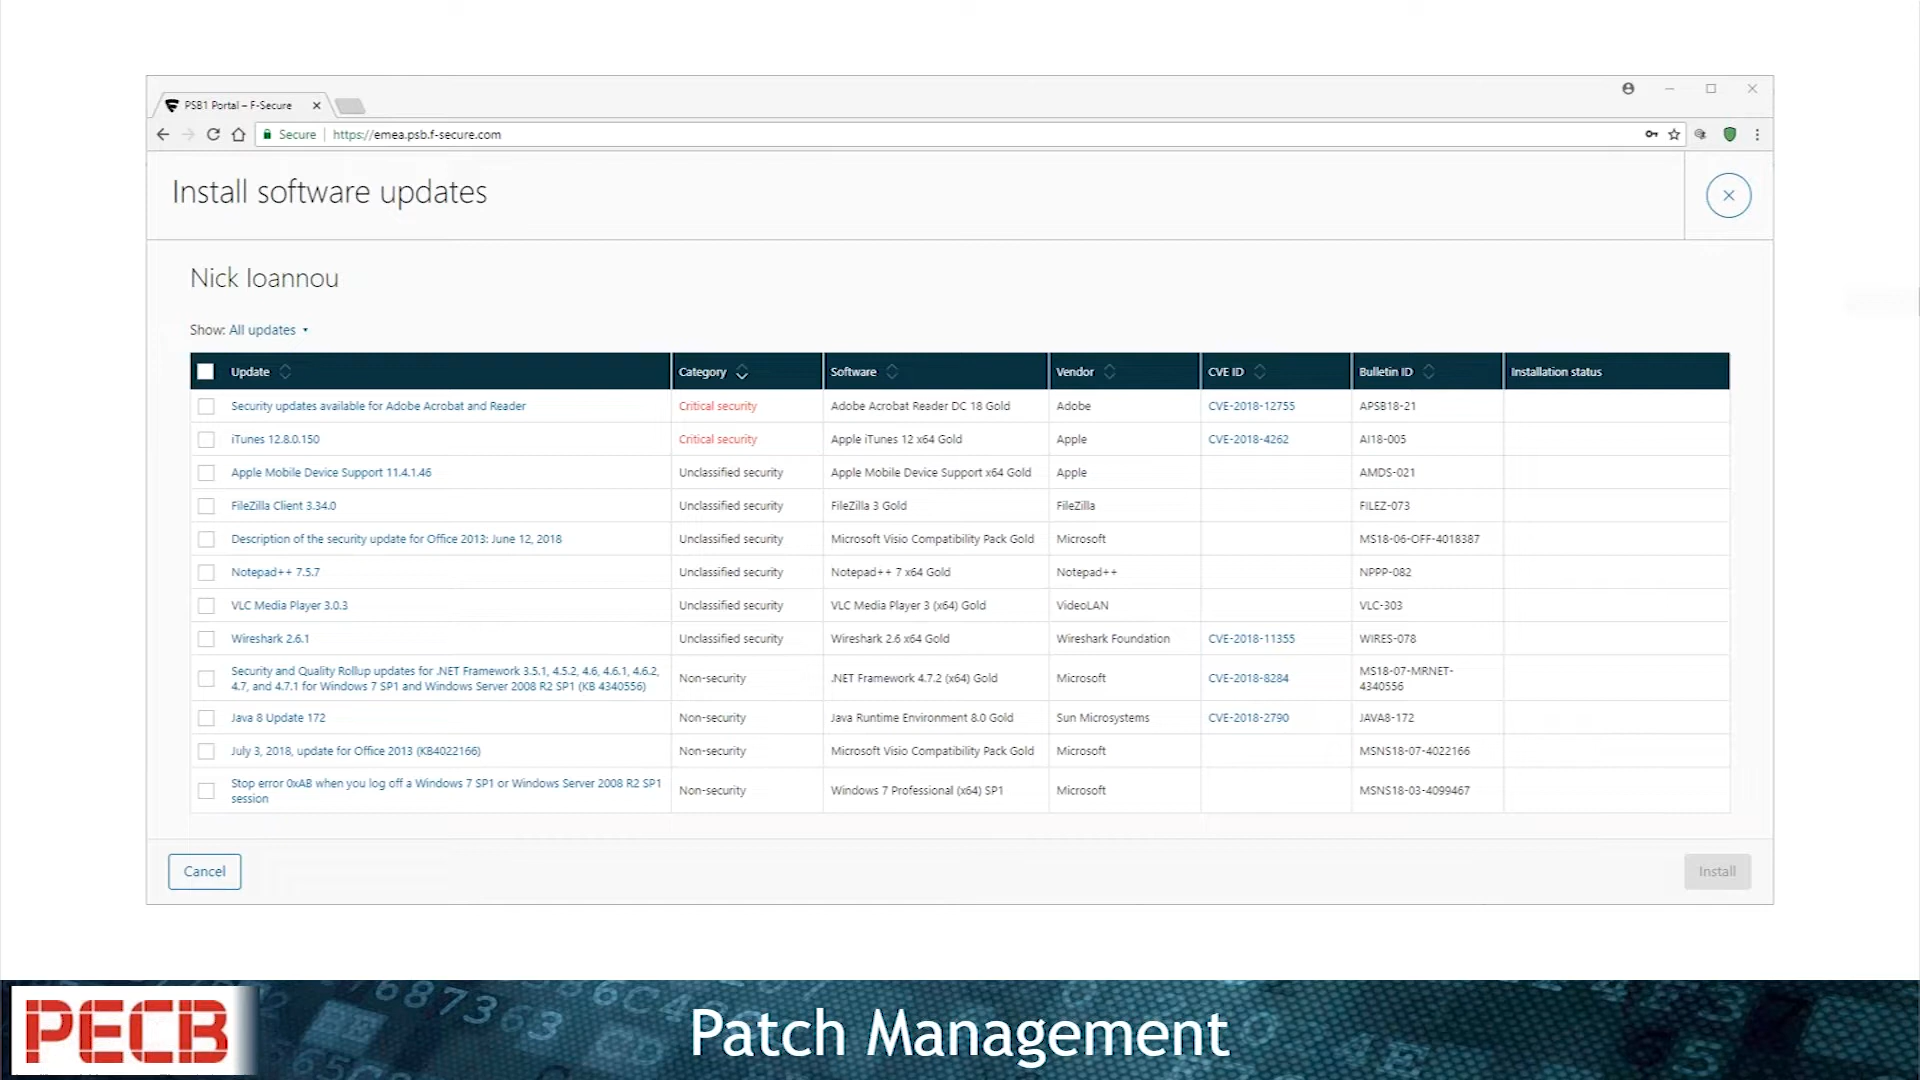 PSB1 Portal – F-Secure
Secure https://emea.psb.f-secure.com
Install software updates
Nick Ioannou
Show: All updates
Update Category Software Vendor CVE ID Bulletin ID Installation status
Security updates available for Adobe Acrobat and Reader Critical security Adobe Acrobat Reader DC 18 Gold Adobe CVE-2018-12755 APSB18-21
iTunes 12.8.0.150 Critical security Apple iTunes 12 x64 Gold Apple CVE-2018-4262 AI18-005
Apple Mobile Device Support 11.4.1.46 Unclassified security Apple Mobile Device Support x64 Gold Apple AMDS-021
FileZilla Client 3.34.0 Unclassified security FileZilla 3 Gold FileZilla FILEZ-073
Description of the security update for Office 2013: June 12, 2018 Unclassified security Microsoft Visio Compatibility Pack Gold Microsoft MS18-06-OFF-4018387
Notepad++ 7.5.7 Unclassified security Notepad++ 7 x64 Gold Notepad++ NPPP-082
VLC Media Player 3.0.3 Unclassified security VLC Media Player 3 (x64) Gold VideoLAN VLC-303
Wireshark 2.6.1 Unclassified security Wireshark 2.6 x64 Gold Wireshark Foundation CVE-2018-11355 WIRES-078
Security and Quality Rollup updates for .NET Framework 3.5.1, 4.5.2, 4.6, 4.6.1, 4.6.2,
4.7, and 4.7.1 for Windows 7 SP1 and Windows Server 2008 R2 SP1 (KB 4340556) Non-security .NET Framework 4.7.2 (x64) Gold Microsoft CVE-2018-8284 MS18-07-MRNET-
4340556
Java 8 Update 172 Non-security Java Runtime Environment 8.0 Gold Sun Microsystems CVE-2018-2790 JAVA8-172
July 3, 2018, update for Office 2013 (KB4022166) Non-security Microsoft Visio Compatibility Pack Gold Microsoft MSNS18-07-4022166
Stop error 0xAB when you log off a Windows 7 SP1 or Windows Server 2008 R2 SP1
session Non-security Windows 7 Professional (x64) SP1 Microsoft MSNS18-03-4099467
Cancel Install
PECB
Patch Management